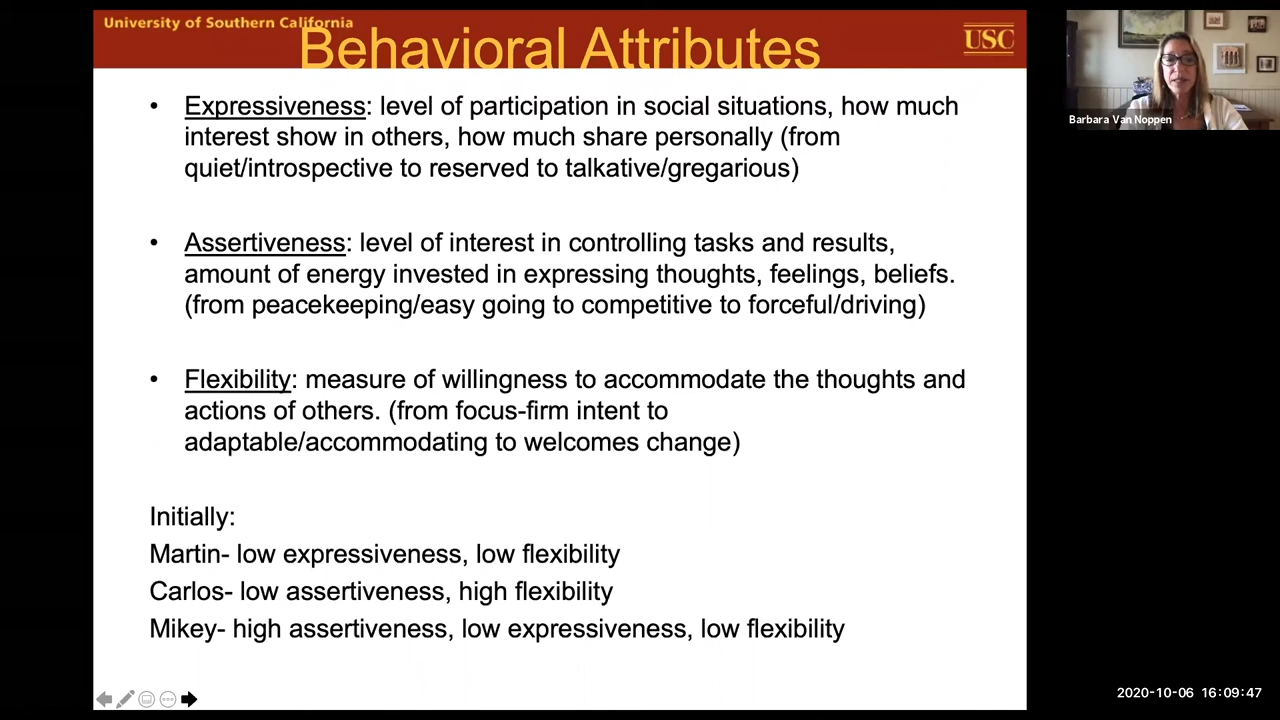 University of Southern California
Behavioral Attributes
USC
• Expressiveness: level of participation in social situations, how much
interest show in others, how much share personally (from
quiet/introspective to reserved to talkative/gregarious)
• Assertiveness: level of interest in controlling tasks and results,
amount of energy invested in expressing thoughts, feelings, beliefs.
(from peacekeeping/easy going to competitive to forceful/driving)
• Flexibility: measure of willingness to accommodate the thoughts and
actions of others. (from focus-firm intent to
adaptable/accommodating to welcomes change)
Initially:
Martin- low expressiveness, low flexibility
Carlos- low assertiveness, high flexibility
Mikey- high assertiveness, low expressiveness, low flexibility
Barbara Van Noppen
2020-10-06 16:09:47